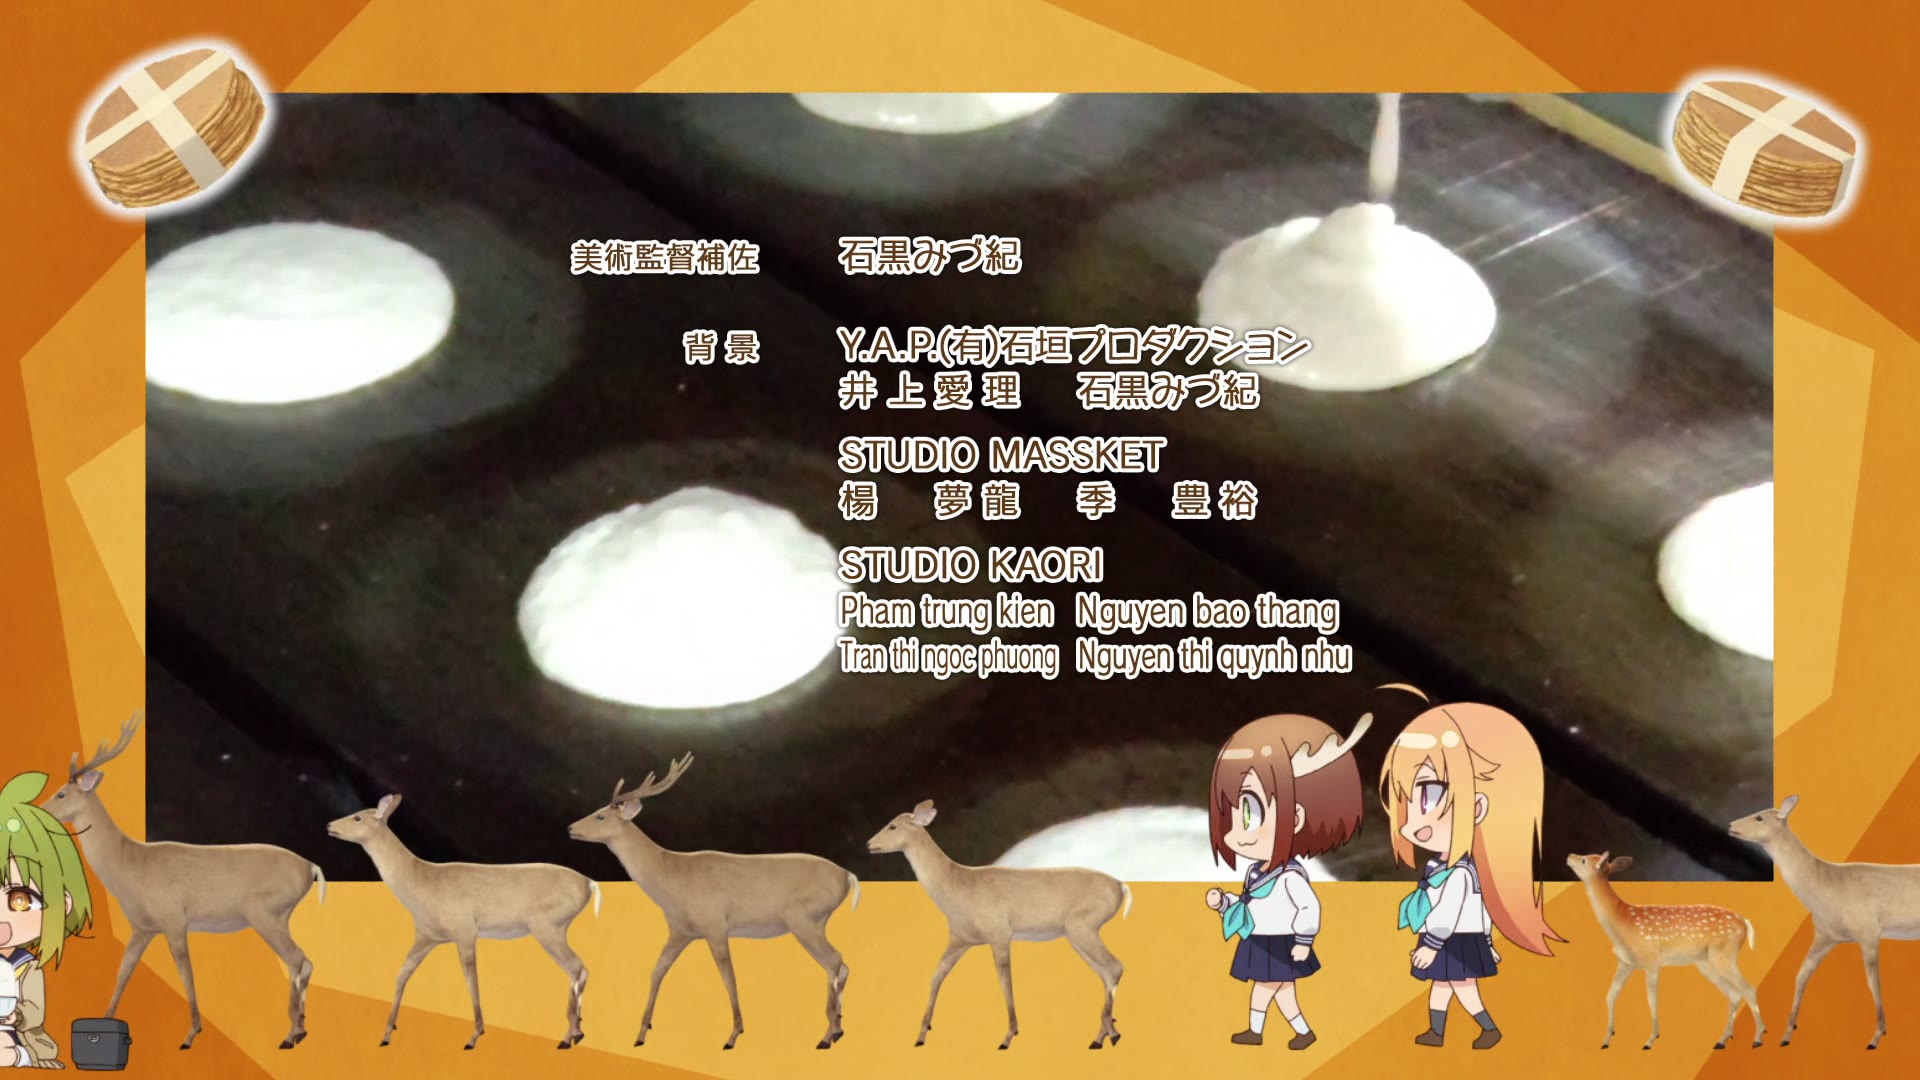 美術監督補佐 石黒みづ紀
背景 Y.A.P.(有)石垣プロダクション
井上愛理 石黒みづ紀
STUDIO MASSKET
楊 夢龍 季 豊裕
STUDIO KAORI
Pham trung kien Nguyen bao thang
Tran thi ngoc phuong Nguyen thi quynh nhu